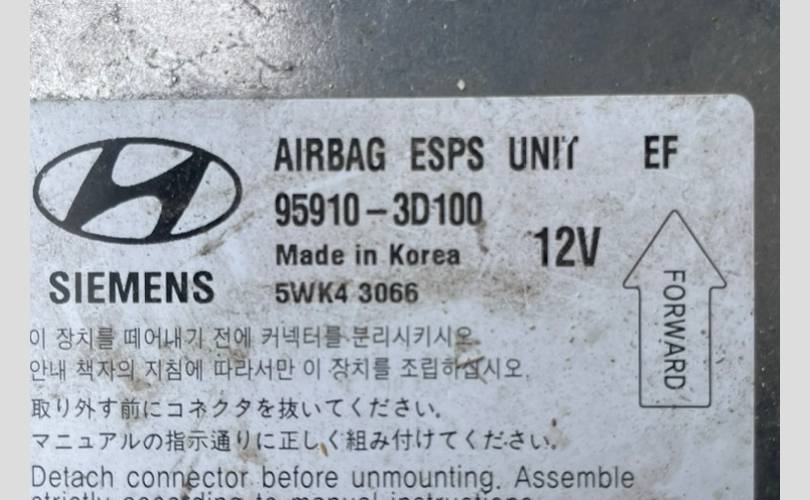 AIRBAG ESPS UNIT EF
95910-3D100
Made in Korea
12V
SIEMENS
5WK4 3066
FORWARD
이 장치를 떼어내기 전에 커넥터를 분리시키시오.
안내 책자의 지침에 따라서만 이 장치를 조립하십시오.
取り外す前にコネクタを抜いてください。
マニュアルの指示通りに正しく組み付けてください。
Detach connector before unmounting. Assemble
strictly according to manual instructions.